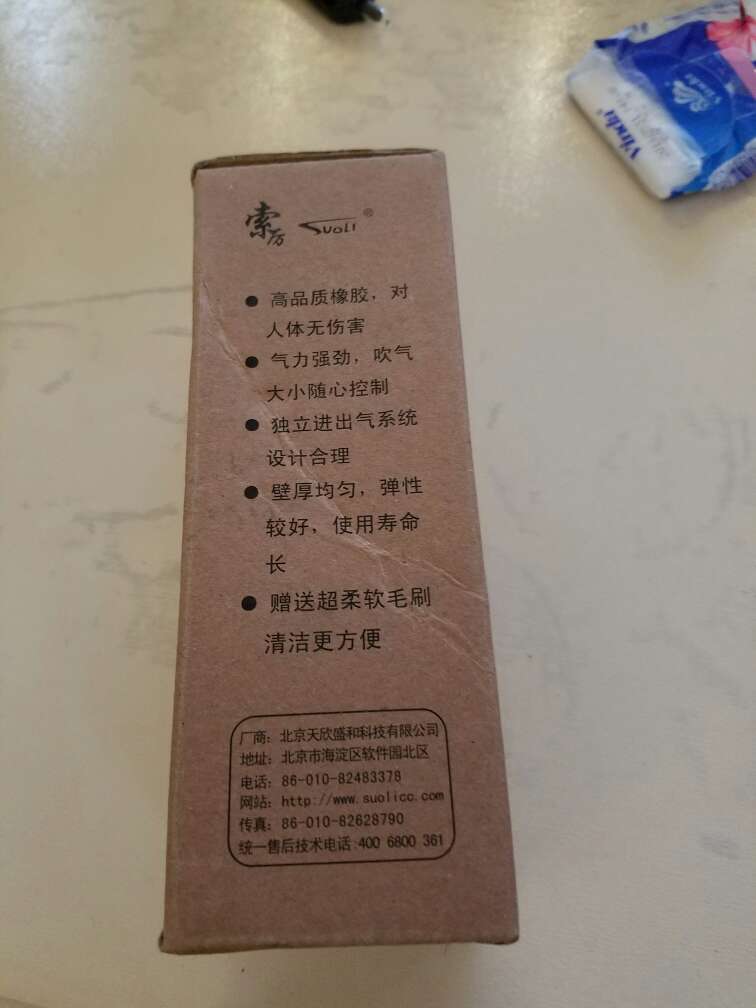 索厉 SUOLI ®
● 高品质橡胶，对
人体无伤害
● 气力强劲，吹气
大小随心控制
● 独立进出气系统
设计合理
● 壁厚均匀，弹性
较好，使用寿命
长
● 赠送超柔软毛刷
清洁更方便
厂商：北京天欣盛和科技有限公司
地址：北京市海淀区软件园北区
电话：86-010-82483378
网站：http://www.suolicc.com
传真：86-010-82628790
统一售后技术电话：400 6800 361
Vinda